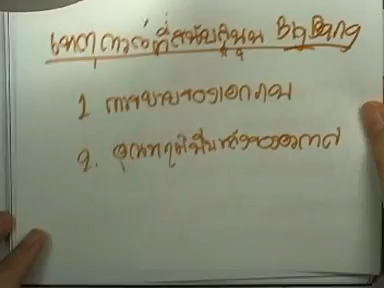 เหตุการณ์ที่สนับสนุน Big Bang
1 การขยายของเอกภพ
2. อุณหภูมิพื้นหลังของอวกาศ